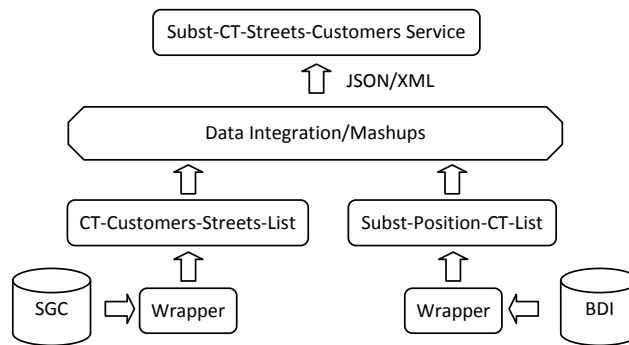 Subst-CT-Streets-Customers Service
JSON/XML
Data Integration/Mashups
CT-Customers-Streets-List
Subst-Position-CT-List
SGC
Wrapper
Wrapper
BDI